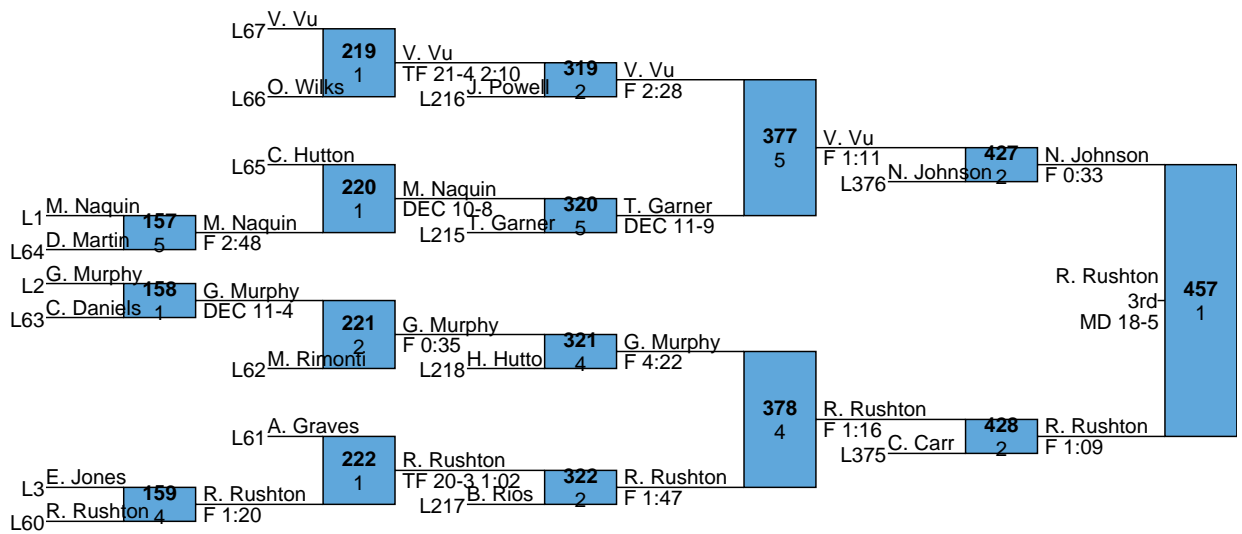 V. Vu
L67
219
1
V. Vu
TF 21-4 2:10
O. Wilks
L66
J. Powell
L216
319
2
V. Vu
F 2:28
377
5
V. Vu
F 1:11
N. Johnson
L376
427
2
N. Johnson
F 0:33
C. Hutton
L65
220
1
M. Naquin
DEC 10-8
T. Garner
L215
320
5
T. Garner
DEC 11-9
M. Naquin
L1
157
5
D. Martin
L64
M. Naquin
F 2:48
G. Murphy
L2
158
1
C. Daniels
L63
G. Murphy
DEC 11-4
221
2
M. Rimonti
L62
G. Murphy
F 0:35
H. Hutto
L218
321
4
G. Murphy
F 4:22
R. Rushton
3rd
MD 18-5
457
1
378
4
R. Rushton
F 1:16
C. Carr
L375
428
2
R. Rushton
F 1:09
A. Graves
L61
222
1
R. Rushton
TF 20-3 1:02
B. Rios
L217
322
2
R. Rushton
F 1:47
E. Jones
L3
159
4
R. Rushton
L60
R. Rushton
F 1:20